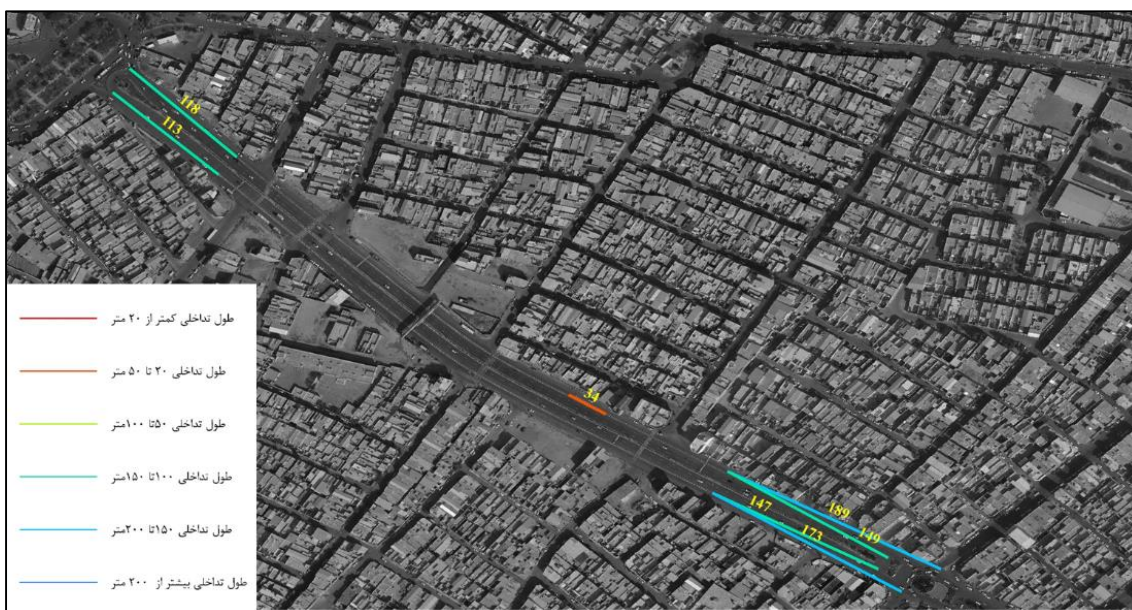 118
113
34
189
147
149
173
طول تداخلی کمتر از ۲۰ متر
طول تداخلی ۲۰ تا ۵۰ متر
طول تداخلی ۵۰تا ۱۰۰متر
طول تداخلی ۱۰۰تا ۱۵۰متر
طول تداخلی ۱۵۰تا ۲۰۰متر
طول تداخلی بیشتر از ۲۰۰ متر